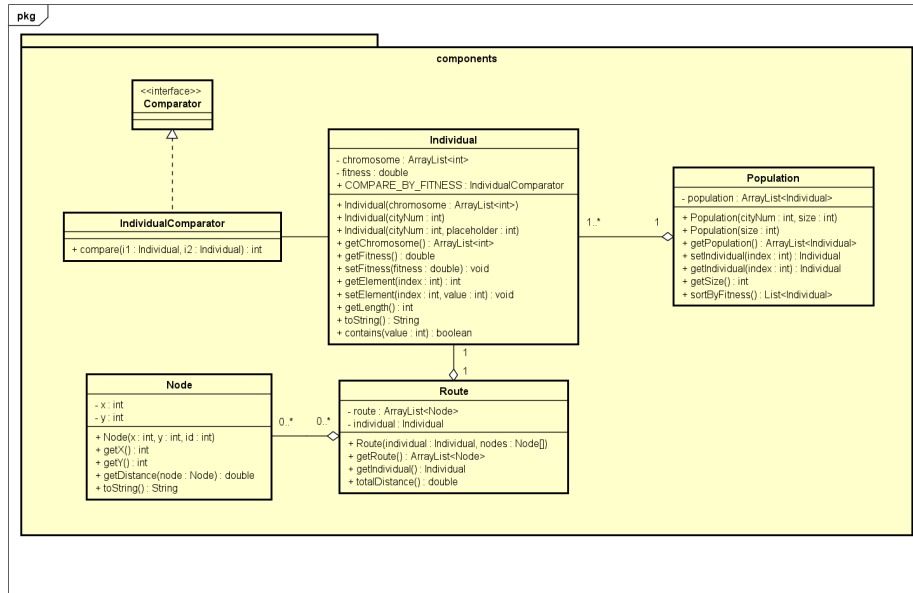 pkg
components
<<interface>>
Comparator
IndividualComparator
+ compare(i1 : Individual, i2 : Individual) : int
Individual
- chromosome : ArrayList<int>
- fitness : double
+ COMPARE_BY_FITNESS : IndividualComparator
+ Individual(chromosome : ArrayList<int>)
+ Individual(cityNum : int)
+ Individual(cityNum : int, placeholder : int)
+ getChromosome() : ArrayList<int>
+ getFitness() : double
+ setFitness(fitness : double) : void
+ getElement(index : int) : int
+ setElement(index : int, value : int) : void
+ getLength() : int
+ toString() : String
+ contains(value : int) : boolean
1..*
1
Population
- population : ArrayList<Individual>
+ Population(cityNum : int, size : int)
+ Population(size : int)
+ getPopulation() : ArrayList<Individual>
+ setIndividual(index : int) : Individual
+ getIndividual(index : int) : Individual
+ getSize() : int
+ sortByFitness() : List<Individual>
1
1
Node
- x : int
- y : int
+ Node(x : int, y : int, id : int)
+ getX() : int
+ getY() : int
+ getDistance(node : Node) : double
+ toString() : String
0..*
0..*
Route
- route : ArrayList<Node>
- individual : Individual
+ Route(individual : Individual, nodes : Node[])
+ getRoute() : ArrayList<Node>
+ getIndividual() : Individual
+ totalDistance() : double